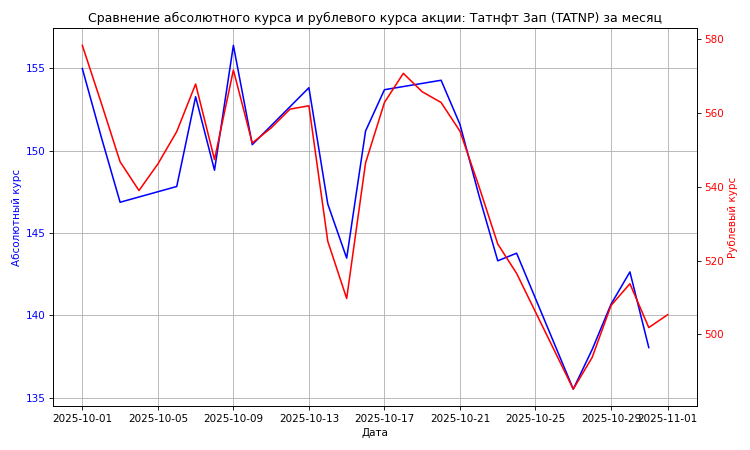 Сравнение абсолютного курса и рублевого курса акции: Татнфт 3ап (TATNP) за месяц
155
150
145
140
135
Абсолютный курс
580
560
540
520
500
Рублевый курс
2025-10-01 2025-10-05 2025-10-09 2025-10-13 2025-10-17 2025-10-21 2025-10-25 2025-10-29 2025-11-01
Дата